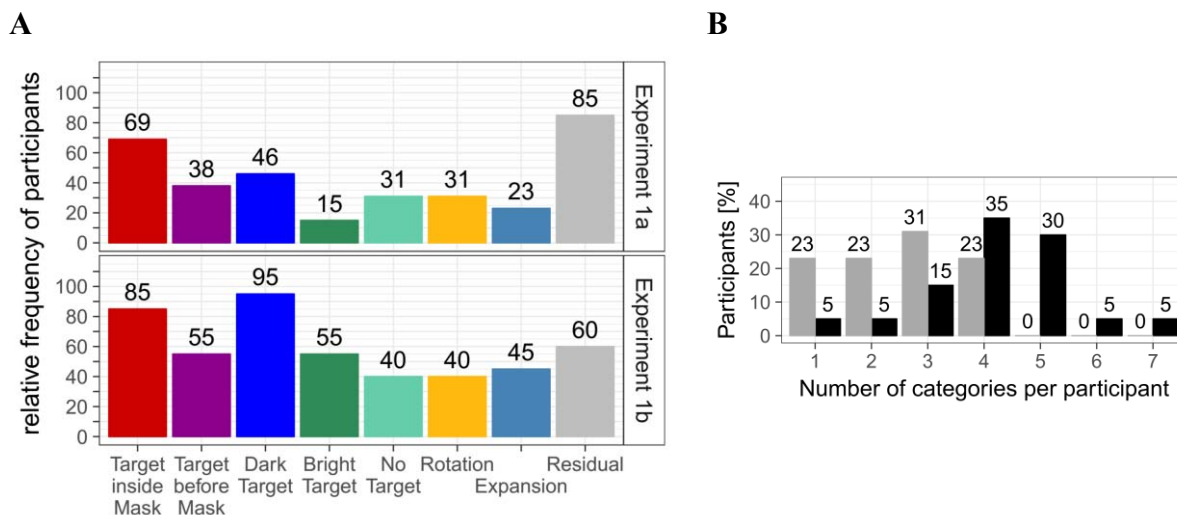 A
relative frequency of participants
100
80
60
40
20
0
69
38
46
15
31
31
23
85
Experiment 1a
100
80
60
40
20
0
85
55
95
55
40
40
45
60
Experiment 1b
Target inside Mask
Target before Mask
Dark Target
Bright Target
No Target
Rotation
Expansion
Residual
B
Participants [%]
40
30
20
10
0
23
5
23
5
31
15
23
35
0
30
0
5
0
5
1 2 3 4 5 6 7
Number of categories per participant